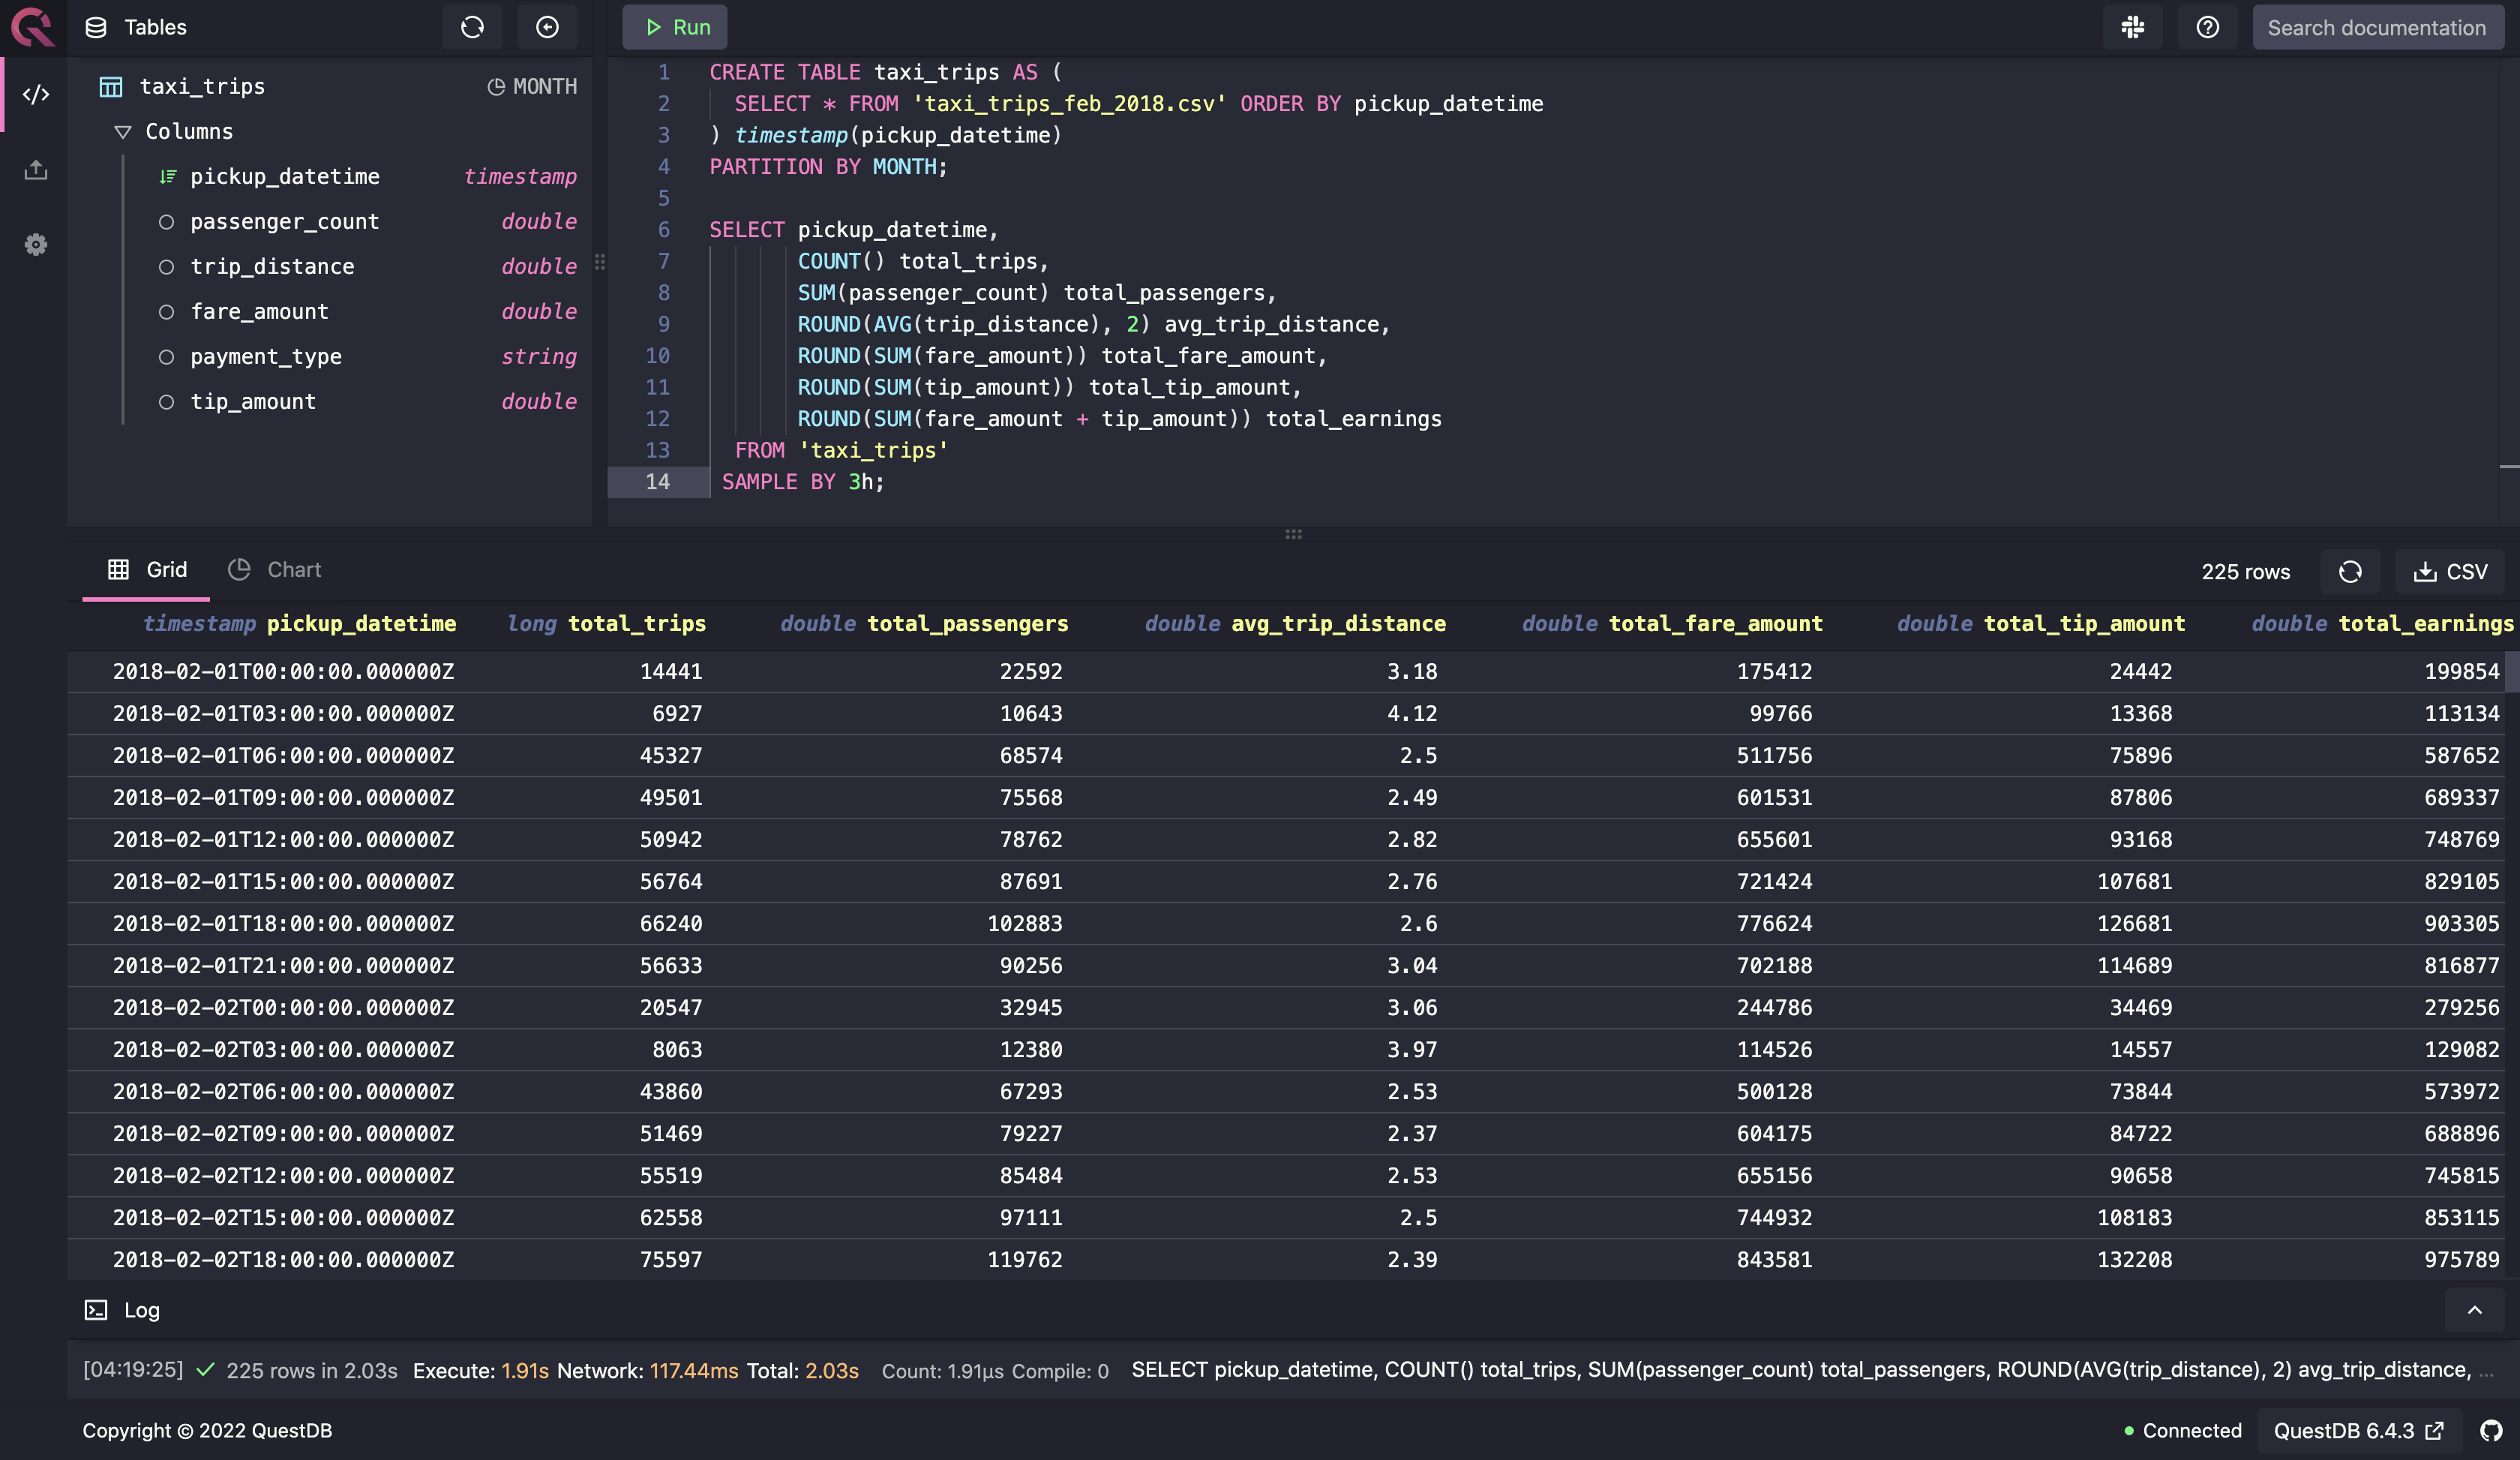 Tables
Run
Search documentation
taxi_trips MONTH
Columns
pickup_datetime timestamp
passenger_count double
trip_distance double
fare_amount double
payment_type string
tip_amount double
1 CREATE TABLE taxi_trips AS (
2 SELECT * FROM 'taxi_trips_feb_2018.csv' ORDER BY pickup_datetime
3 ) timestamp(pickup_datetime)
4 PARTITION BY MONTH;
5
6 SELECT pickup_datetime,
7 COUNT() total_trips,
8 SUM(passenger_count) total_passengers,
9 ROUND(AVG(trip_distance), 2) avg_trip_distance,
10 ROUND(SUM(fare_amount)) total_fare_amount,
11 ROUND(SUM(tip_amount)) total_tip_amount,
12 ROUND(SUM(fare_amount + tip_amount)) total_earnings
13 FROM 'taxi_trips'
14 SAMPLE BY 3h;
Grid Chart 225 rows CSV
timestamp pickup_datetime long total_trips double total_passengers double avg_trip_distance double total_fare_amount double total_tip_amount double total_earnings
2018-02-01T00:00:00.000000Z 14441 22592 3.18 175412 24442 199854
2018-02-01T03:00:00.000000Z 6927 10643 4.12 99766 13368 113134
2018-02-01T06:00:00.000000Z 45327 68574 2.5 511756 75896 587652
2018-02-01T09:00:00.000000Z 49501 75568 2.49 601531 87806 689337
2018-02-01T12:00:00.000000Z 50942 78762 2.82 655601 93168 748769
2018-02-01T15:00:00.000000Z 56764 87691 2.76 721424 107681 829105
2018-02-01T18:00:00.000000Z 66240 102883 2.6 776624 126681 903305
2018-02-01T21:00:00.000000Z 56633 90256 3.04 702188 114689 816877
2018-02-02T00:00:00.000000Z 20547 32945 3.06 244786 34469 279256
2018-02-02T03:00:00.000000Z 8063 12380 3.97 114526 14557 129082
2018-02-02T06:00:00.000000Z 43860 67293 2.53 500128 73844 573972
2018-02-02T09:00:00.000000Z 51469 79227 2.37 604175 84722 688896
2018-02-02T12:00:00.000000Z 55519 85484 2.53 655156 90658 745815
2018-02-02T15:00:00.000000Z 62558 97111 2.5 744932 108183 853115
2018-02-02T18:00:00.000000Z 75597 119762 2.39 843581 132208 975789
Log
[04:19:25] 225 rows in 2.03s Execute: 1.91s Network: 117.44ms Total: 2.03s Count: 1.91μs Compile: 0 SELECT pickup_datetime, COUNT() total_trips, SUM(passenger_count) total_passengers, ROUND(AVG(trip_distance), 2) avg_trip_distance, ...
Copyright © 2022 QuestDB
Connected
QuestDB 6.4.3